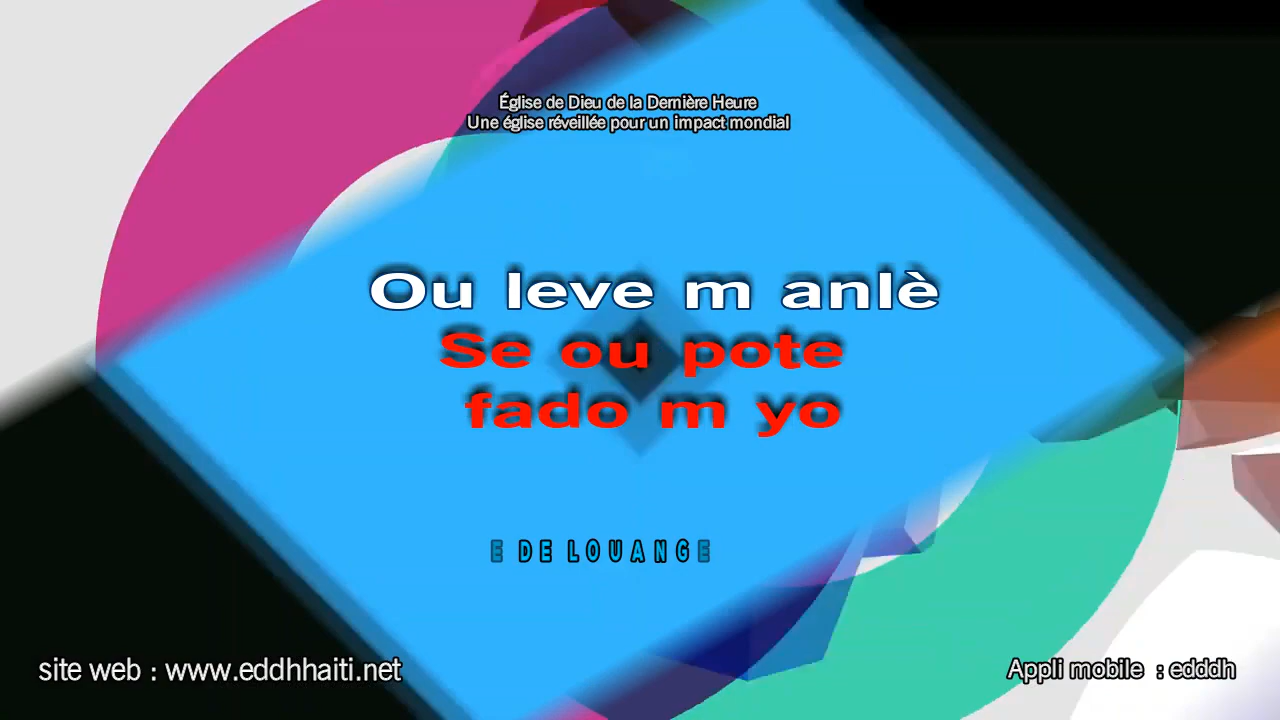 Église de Dieu de la Dernière Heure
Une église réveillée pour un impact mondial
Ou leve m anlè
Se ou pote
fado m yo
E DE LOUANGE
site web : www.eddhhaiti.net
Appli mobile : edddh